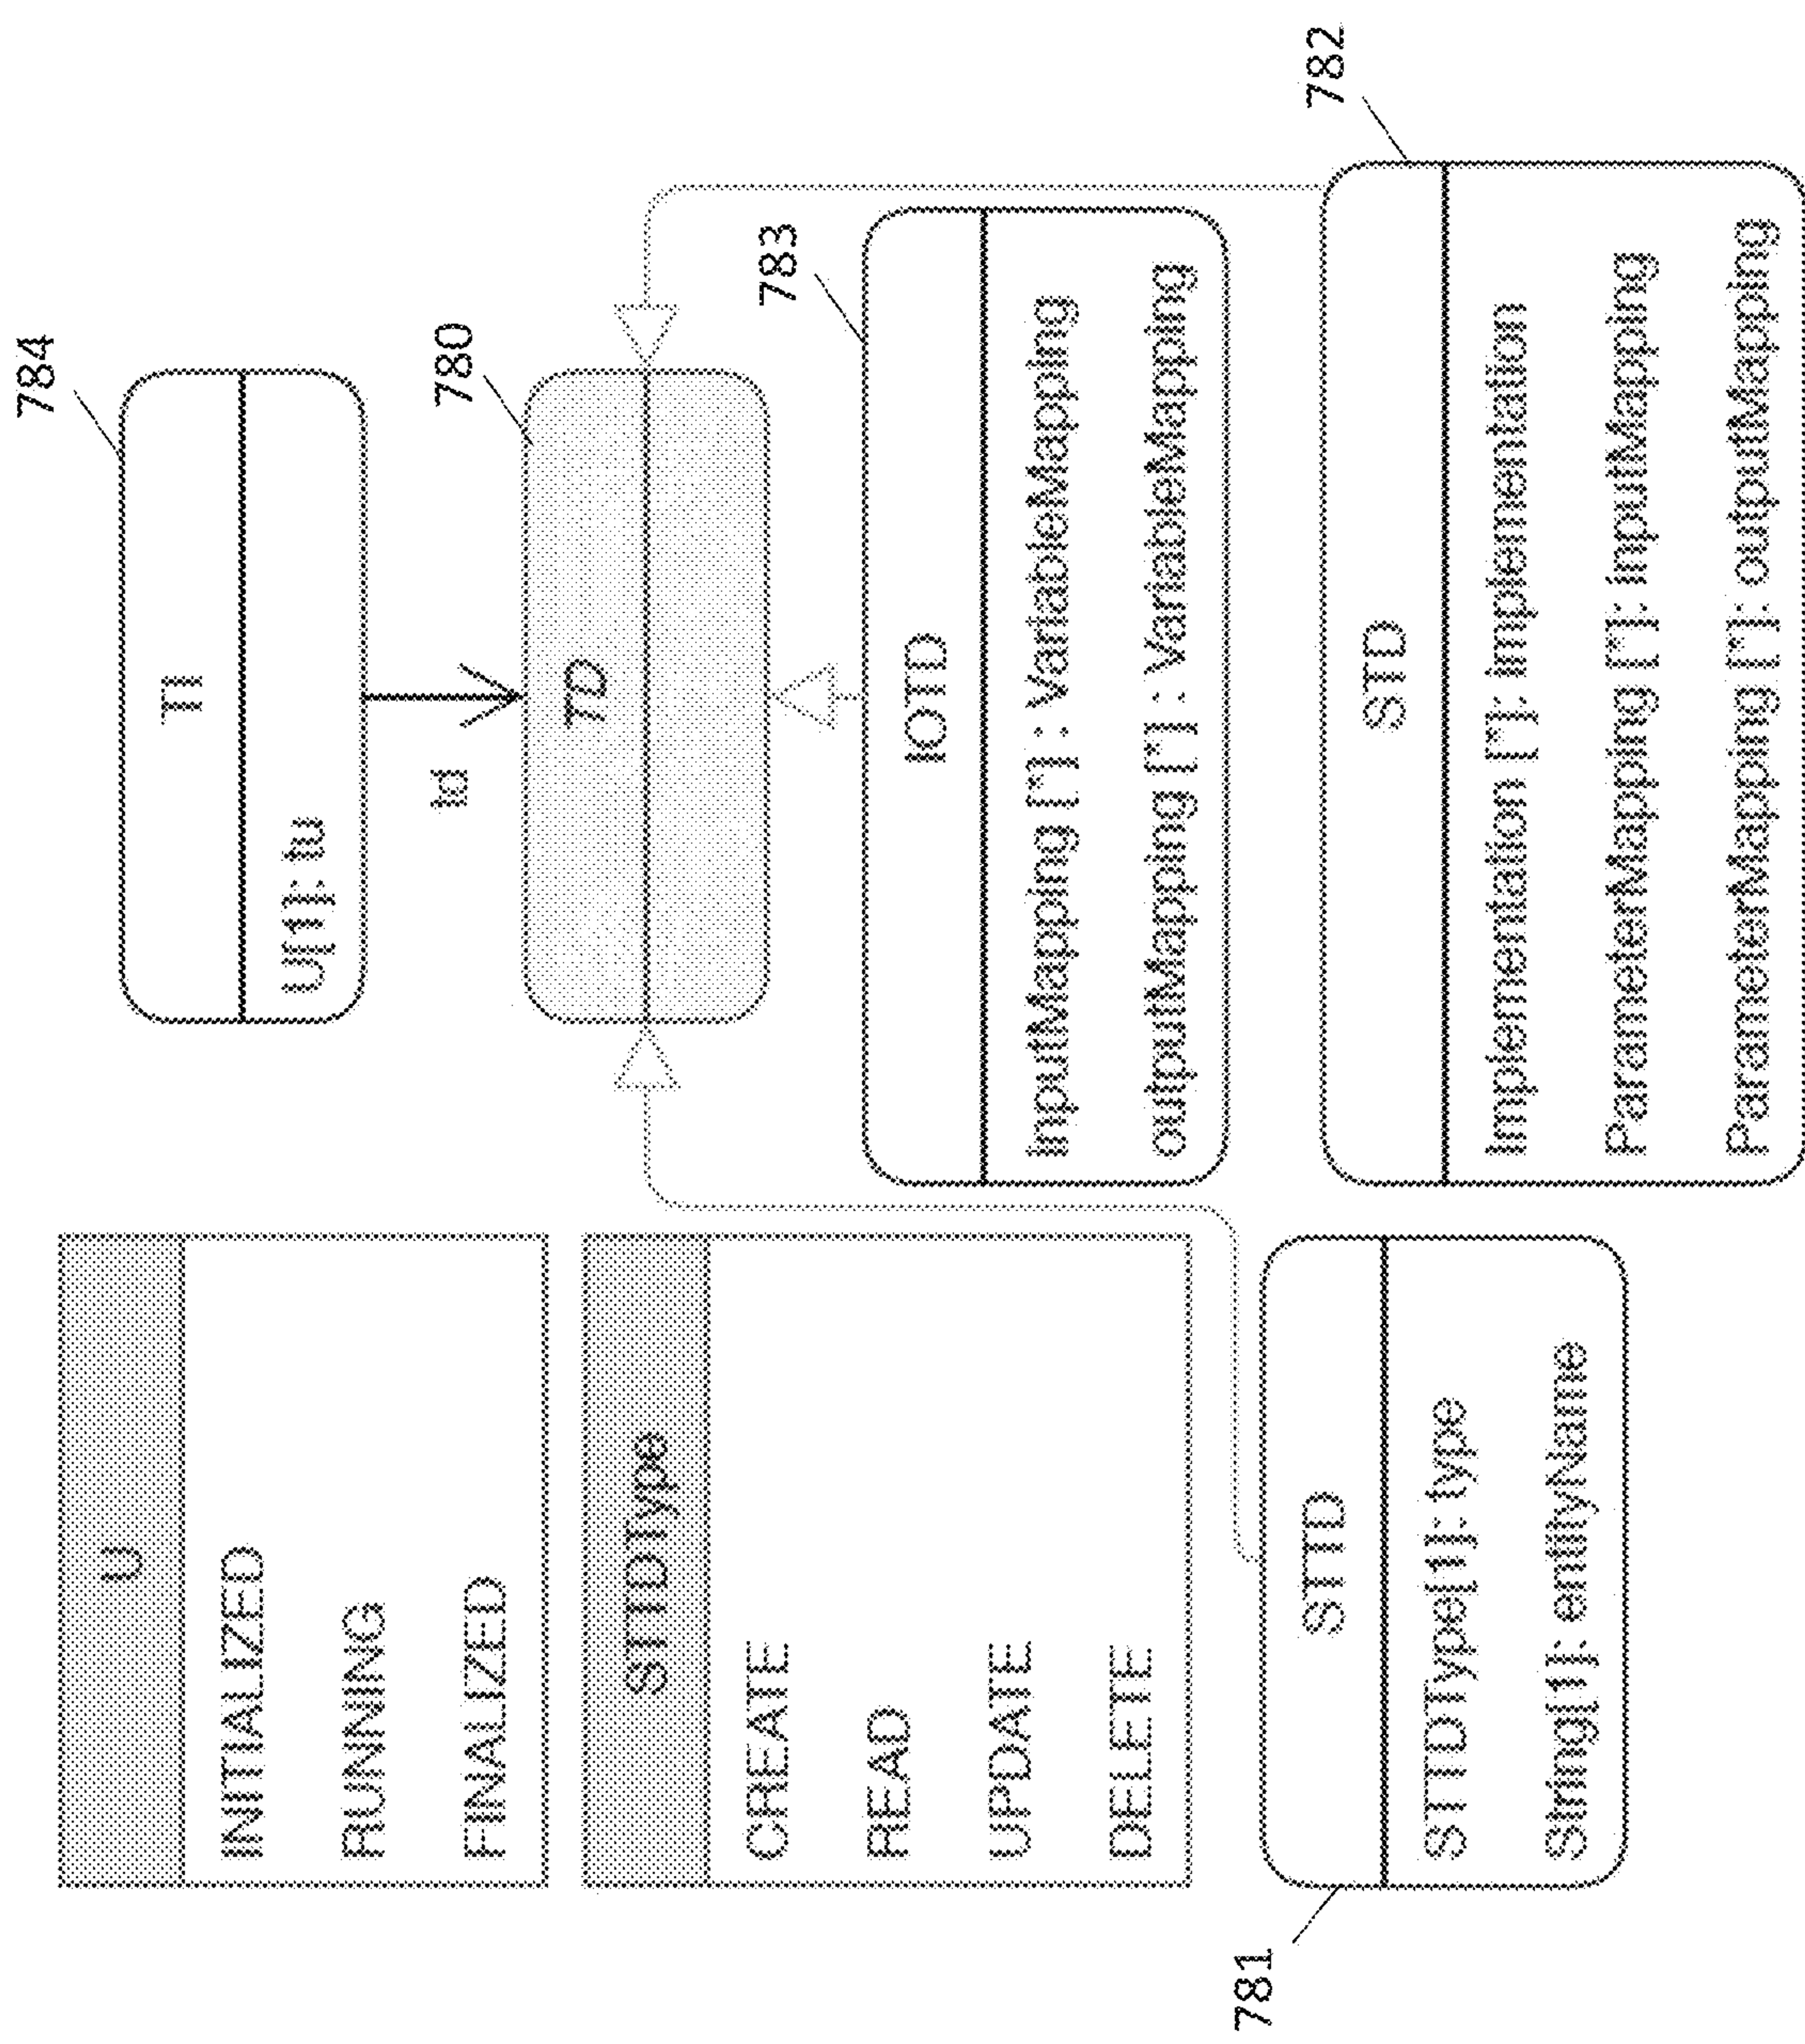 U
INITIALIZED
RUNNING
FINALIZED
STTDType
CREATE
READ
UPDATE
DELETE
781
STTD
STTDType[1]: type
String[1]: entityName
784
TI
U[1]: tu
td
780
TD
783
IOTD
inputMapping [*] : VariableMapping
outputMapping [*] : VariableMapping
782
STD
Implementation [*]: implementation
ParameterMapping [*]: inputMapping
ParameterMapping [*]: outputMapping